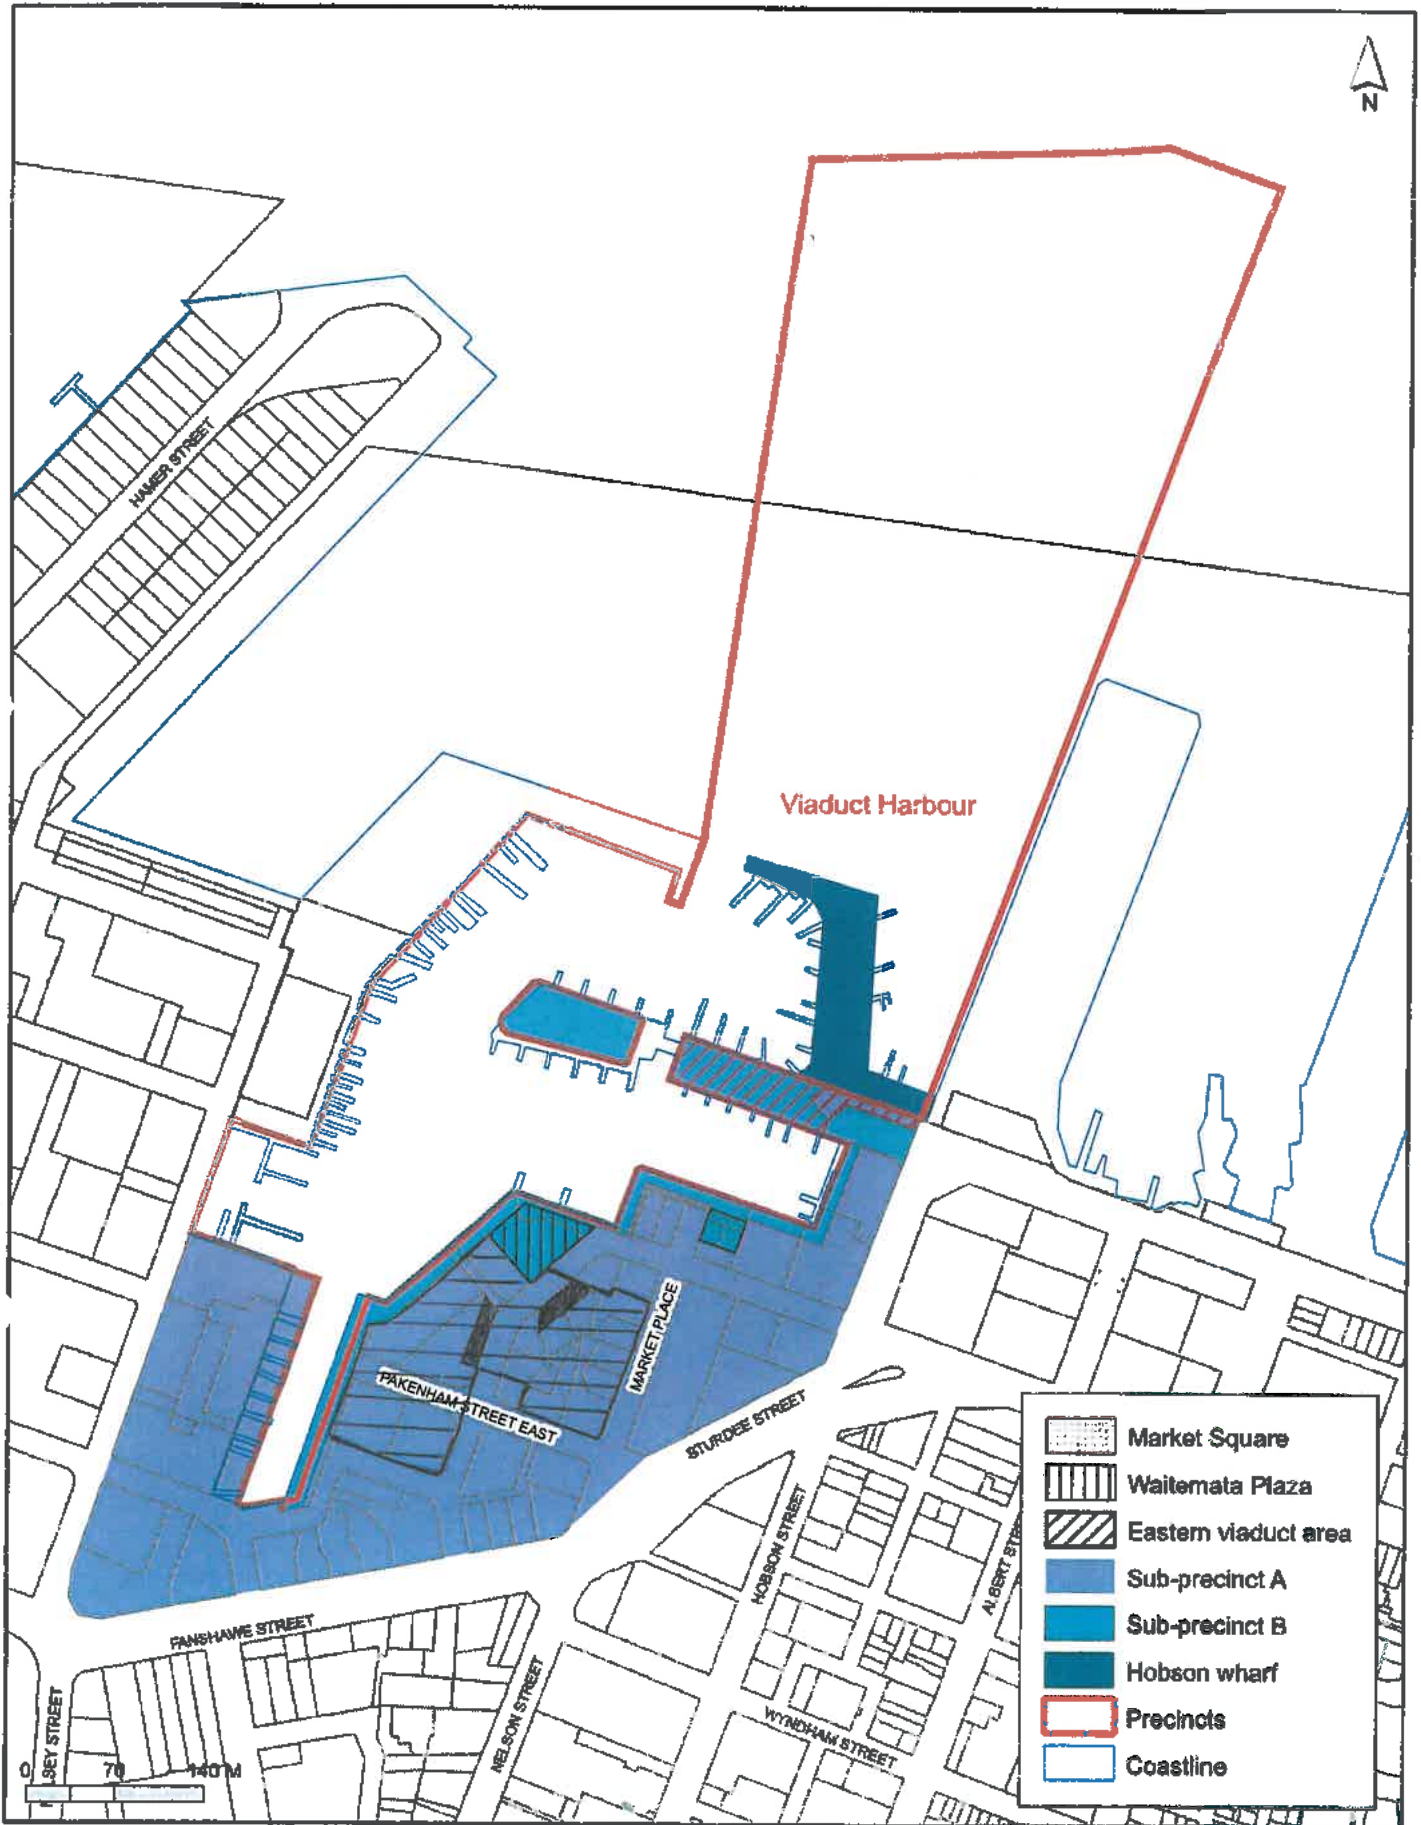 N
HAMER STREET
Viaduct Harbour
MARKET PLACE
PAKENHAM STREET EAST
STURDEE STREET
HOBSON STREET
FANSHAWE STREET
NELSON STREET
WYNDHAM STREET
ALBERT STR
SEY STREET
0 70 140 M
Market Square
Waitemata Plaza
Eastern viaduct area
Sub-precinct A
Sub-precinct B
Hobson wharf
Precincts
Coastline